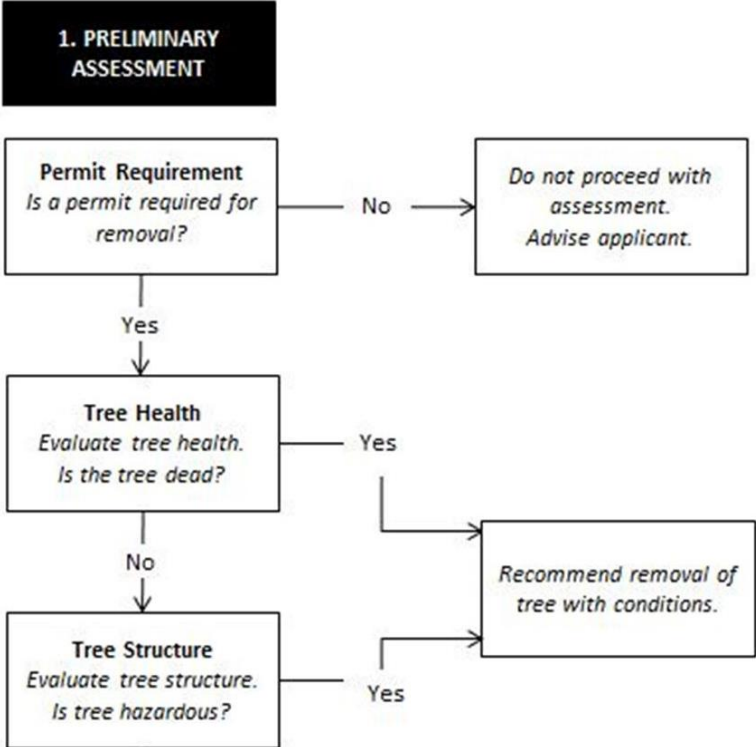 1. PRELIMINARY
ASSESSMENT
Permit Requirement
Is a permit required for
removal?
No
Do not proceed with
assessment.
Advise applicant.
Yes
Tree Health
Evaluate tree health.
Is the tree dead?
Yes
No
Recommend removal of
tree with conditions.
Tree Structure
Evaluate tree structure.
Is tree hazardous?
Yes